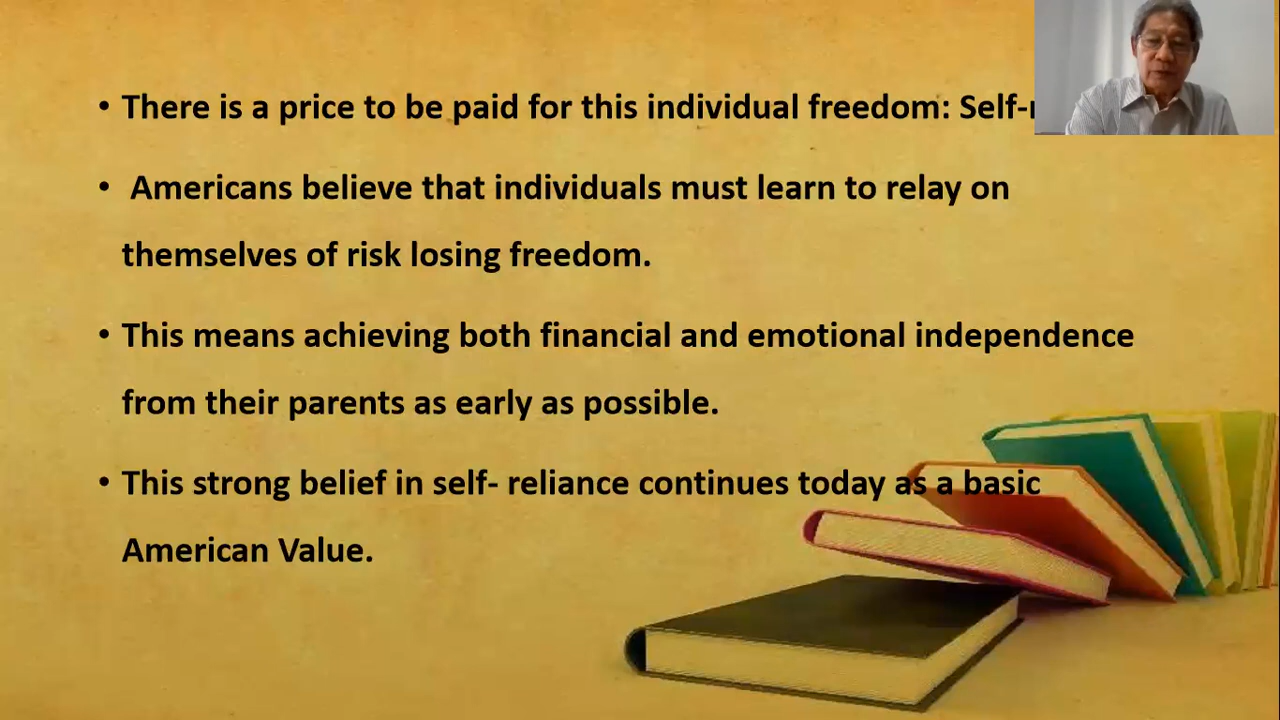 • There is a price to be paid for this individual freedom:
• Americans believe that individuals must learn to relay on
themselves of risk losing freedom.
• This means achieving both financial and emotional independence
from their parents as early as possible.
• This strong belief in self- reliance continues today as a basic
American Value.